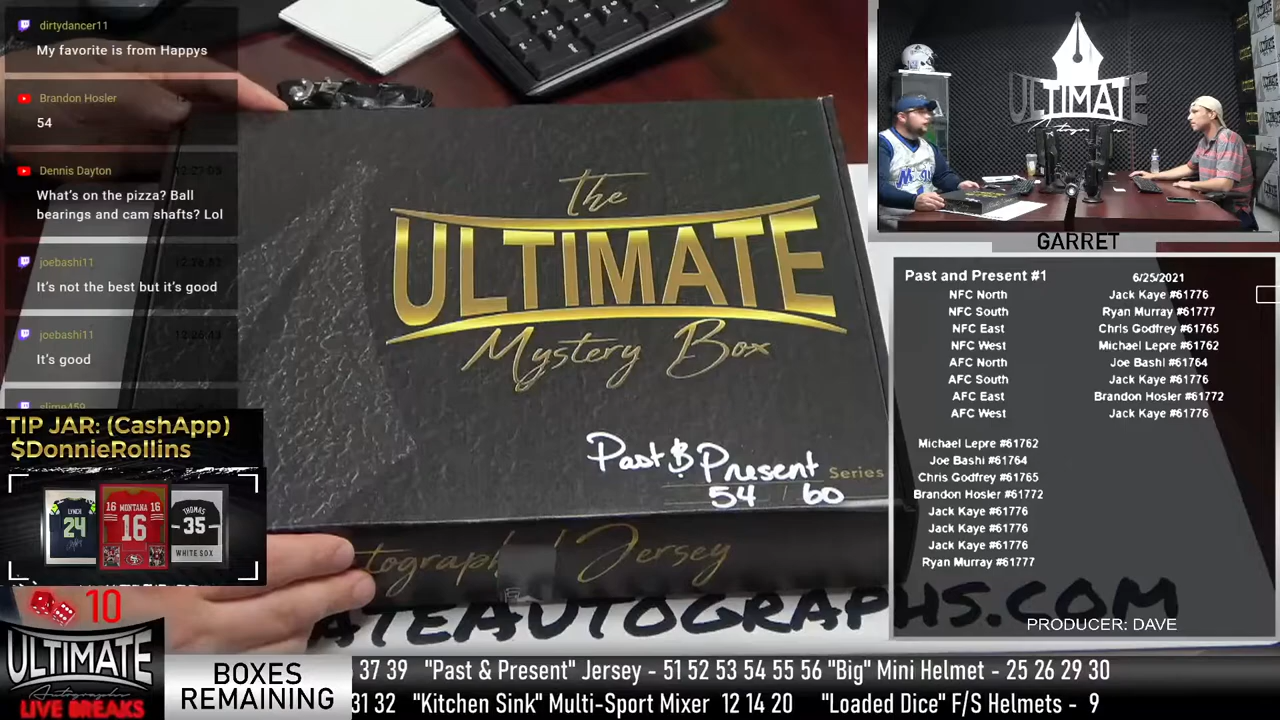 dirtydancer11
My favorite is from Happys
Brandon Hosler
54
Dennis Dayton
What's on the pizza? Ball
bearings and cam shafts? Lol
joebashi11
It's not the best but it's good
joebashi11
It's good
TIP JAR: (CashApp)
$DonnieRollins
LYNCH
24
16 MONTANA 16
16
THOMAS
35
WHITE SOX
10
ULTIMATE
Autographs
LIVE BREAKS
The
ULTIMATE
Mystery Box
Past & Present Series
54 / 60
Jersey
ATEAUTOGRAPHS.COM
ULTIMATE
Autographs
GARRET
Past and Present #1 6/25/2021
NFC North Jack Kaye #61776
NFC South Ryan Murray #61777
NFC East Chris Godfrey #61765
NFC West Michael Lepre #61762
AFC North Joe Bashi #61764
AFC South Jack Kaye #61776
AFC East Brandon Hosler #61772
AFC West Jack Kaye #61776
Michael Lepre #61762
Joe Bashi #61764
Chris Godfrey #61765
Brandon Hosler #61772
Jack Kaye #61776
Jack Kaye #61776
Jack Kaye #61776
Ryan Murray #61777
PRODUCER: DAVE
BOXES
REMAINING
37 39 "Past & Present" Jersey - 51 52 53 54 55 56 "Big" Mini Helmet - 25 26 29 30
31 32 "Kitchen Sink" Multi-Sport Mixer 12 14 20 "Loaded Dice" F/S Helmets - 9